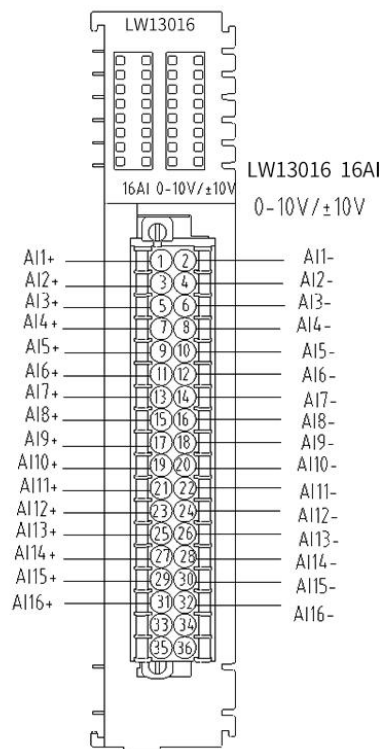 LW13016
16AI 0-10V/±10V
LW13016 16AI
0-10V/±10V
AI1+ 1 2 AI1-
AI2+ 3 4 AI2-
AI3+ 5 6 AI3-
AI4+ 7 8 AI4-
AI5+ 9 10 AI5-
AI6+ 11 12 AI6-
AI7+ 13 14 AI7-
AI8+ 15 16 AI8-
AI9+ 17 18 AI9-
AI10+ 19 20 AI10-
AI11+ 21 22 AI11-
AI12+ 23 24 AI12-
AI13+ 25 26 AI13-
AI14+ 27 28 AI14-
AI15+ 29 30 AI15-
AI16+ 31 32 AI16-
33 34
35 36